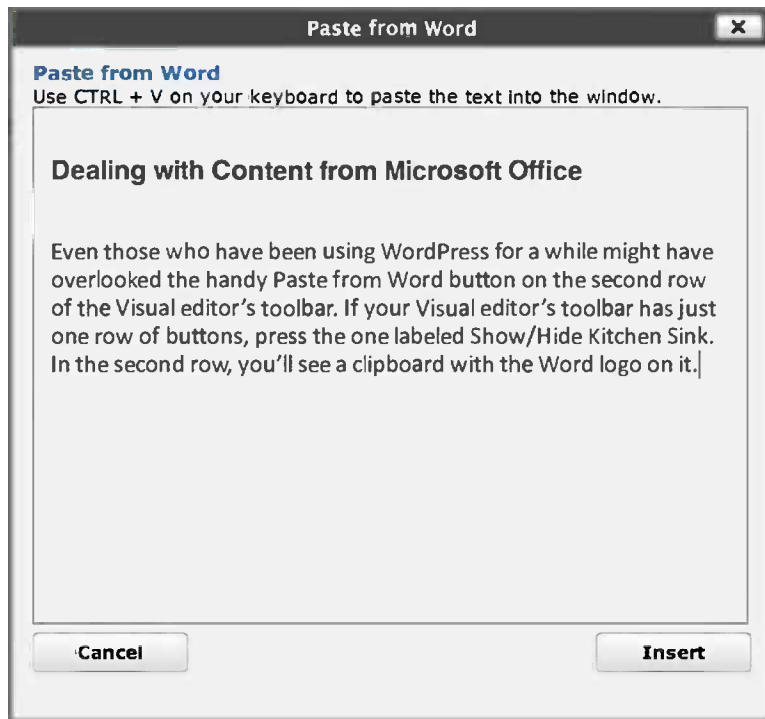 Paste from Word
Paste from Word
Use CTRL + V on your keyboard to paste the text into the window.
Dealing with Content from Microsoft Office
Even those who have been using WordPress for a while might have
overlooked the handy Paste from Word button on the second row
of the Visual editor's toolbar. If your Visual editor's toolbar has just
one row of buttons, press the one labeled Show/Hide Kitchen Sink.
In the second row, you'll see a clipboard with the Word logo on it.
Cancel
Insert